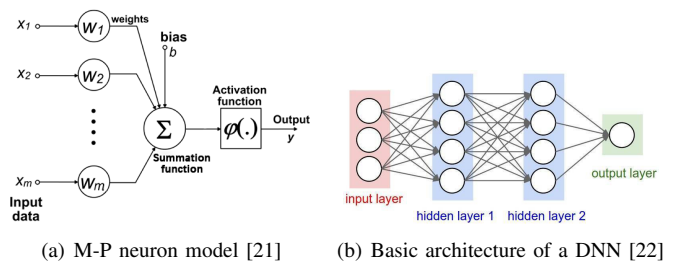 x1
W1
weights
bias
b
x2
W2
Activation
function
Σ
φ(.)
Output
y
Summation
function
xm
Wm
Input
data
input layer
hidden layer 1
hidden layer 2
output layer
(a) M-P neuron model [21]
(b) Basic architecture of a DNN [22]